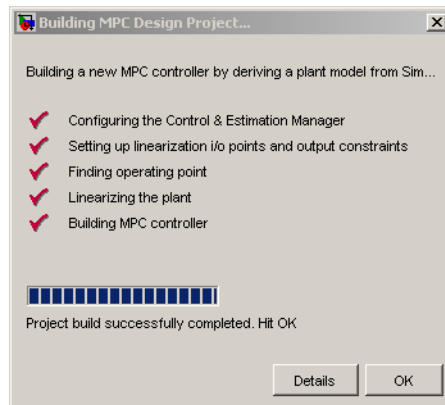 Building MPC Design Project...
Building a new MPC controller by deriving a plant model from Sim...
Configuring the Control & Estimation Manager
Setting up linearization i/o points and output constraints
Finding operating point
Linearizing the plant
Building MPC controller
Project build successfully completed. Hit OK
Details
OK